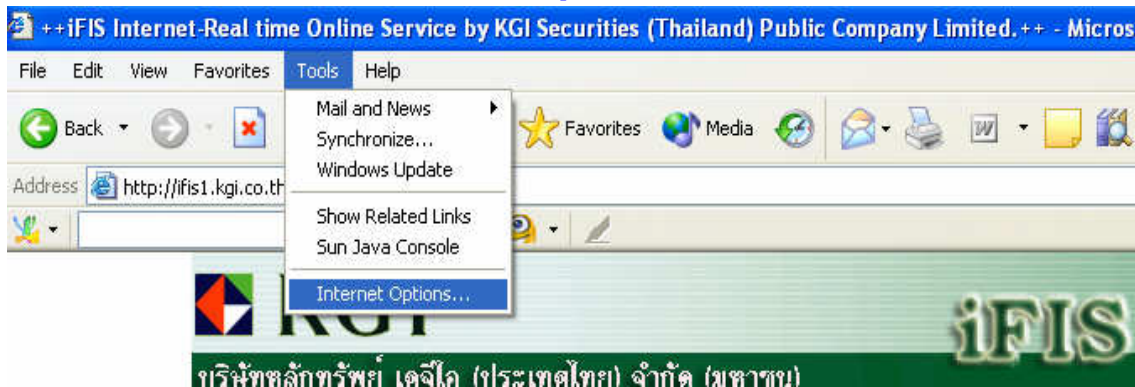 ++iFIS Internet-Real time Online Service by KGI Securities (Thailand) Public Company Limited.++ - Micros
File Edit View Favorites Tools Help
Mail and News
Synchronize...
Windows Update
Show Related Links
Sun Java Console
Internet Options...
Back Favorites Media
Address http://ifis1.kgi.co.th
KGI
iFIS
บริษัทหลักทรัพย์ เคจีไอ (ประเทศไทย) จำกัด (มหาชน)